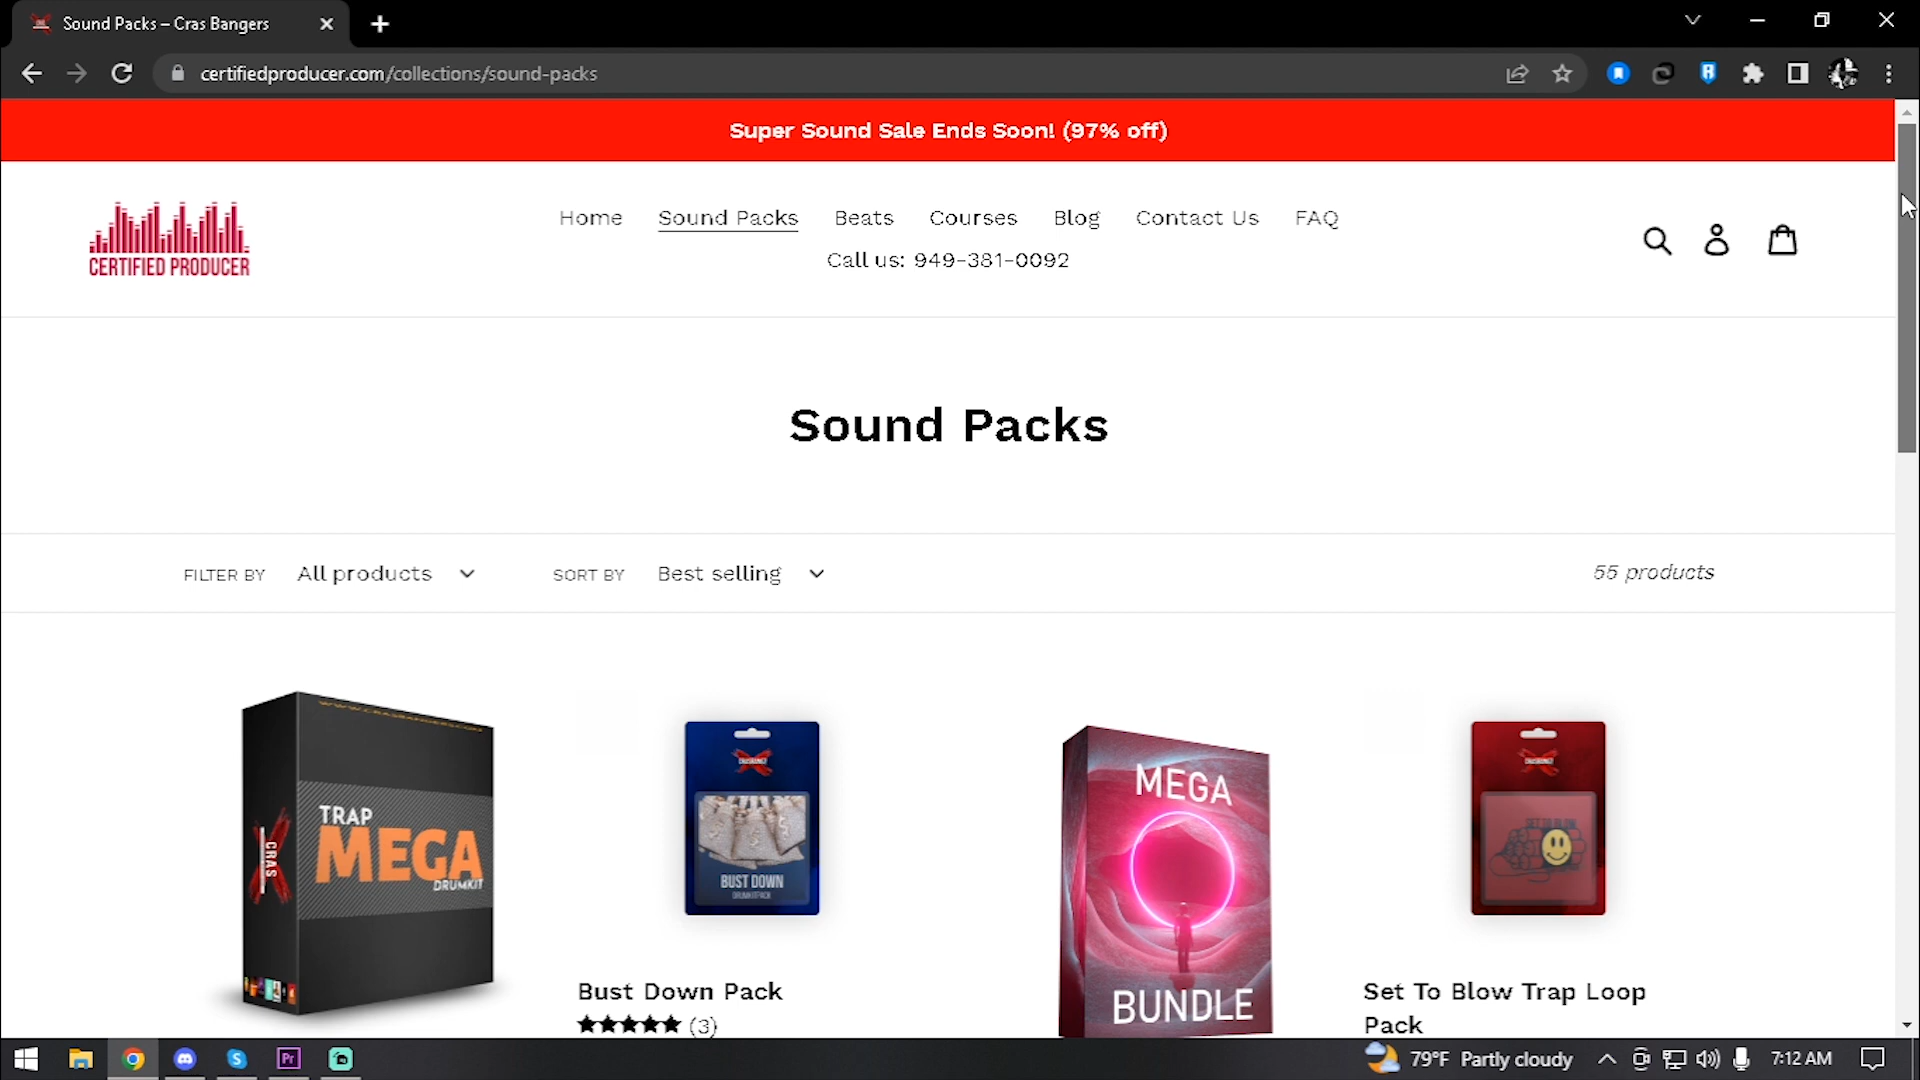 Sound Packs – Cras Bangers
certifiedproducer.com/collections/sound-packs
Super Sound Sale Ends Soon! (97% off)
CERTIFIED PRODUCER
Home Sound Packs Beats Courses Blog Contact Us FAQ
Call us: 949-381-0092
Sound Packs
FILTER BY All products SORT BY Best selling 55 products
CRAS
TRAP
MEGA
DRUMKIT
BUST DOWN
MEGA
BUNDLE
Bust Down Pack
(3)
Set To Blow Trap Loop
Pack
S
Pr
79°F Partly cloudy
7:12 AM